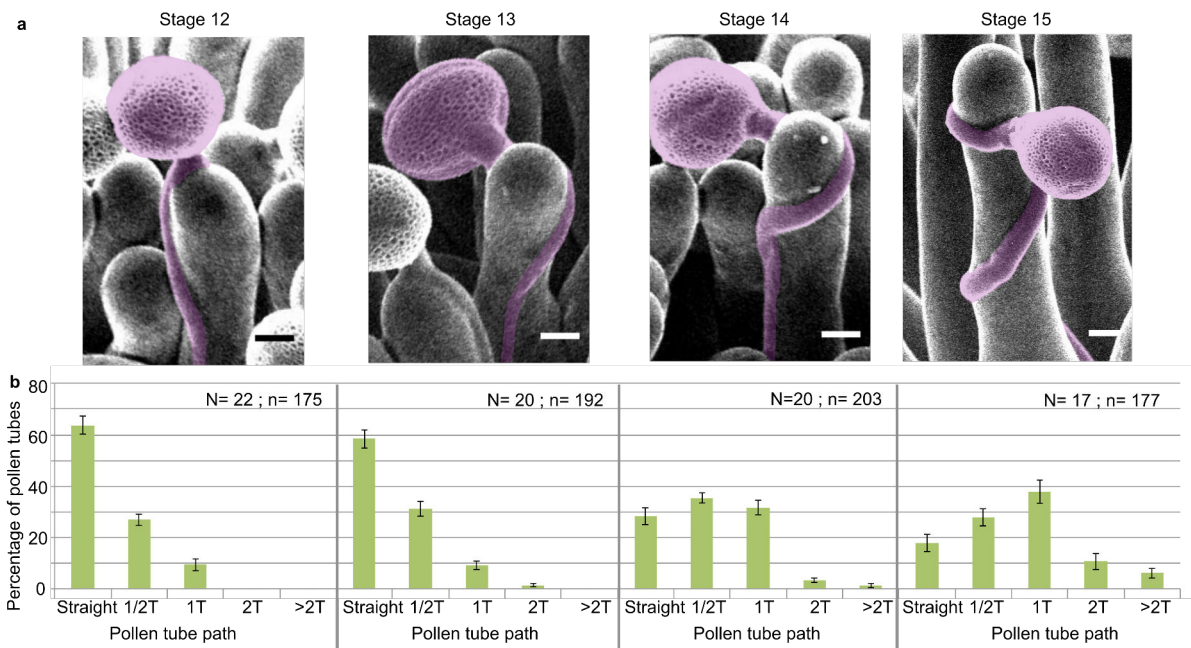 a
Stage 12 Stage 13 Stage 14 Stage 15
b
Percentage of pollen tubes
80
60
40
20
0
N= 22 ; n= 175 N= 20 ; n= 192 N=20 ; n= 203 N= 17 ; n= 177
Straight 1/2T 1T 2T >2T Straight 1/2T 1T 2T >2T Straight 1/2T 1T 2T >2T Straight 1/2T 1T 2T >2T
Pollen tube path Pollen tube path Pollen tube path Pollen tube path